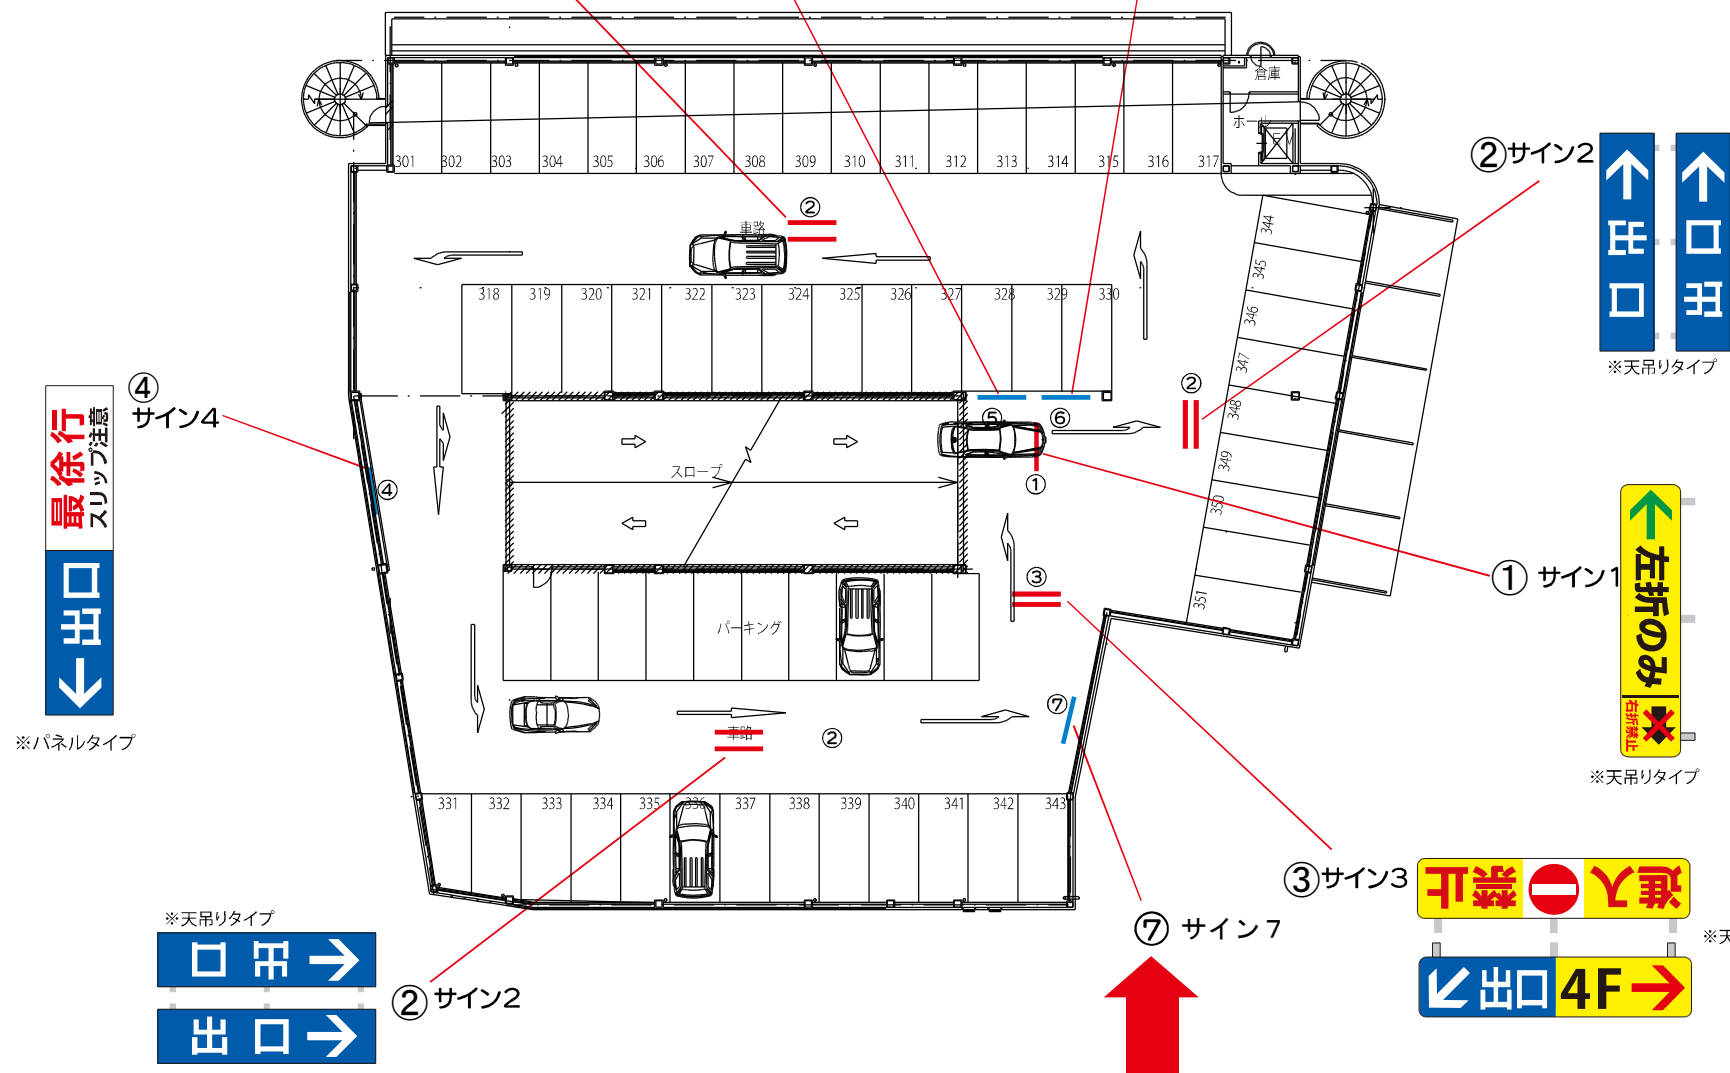 倉庫
ホール
301 302 303 304 305 306 307 308 309 310 311 312 313 314 315 316 317
②
車路
344
345
346
347
348
349
350
351
318 319 320 321 322 323 324 325 326 327 328 329 330
②
⑤ ⑥
①
スロープ
④
③
パーキング
⑦
車路
②
331 332 333 334 335 336 337 338 339 340 341 342 343
②サイン2
出口
出口
※天吊りタイプ
④
サイン4
最徐行
スリップ注意
出口
※パネルタイプ
①サイン1
左折のみ
右折禁止
※天吊りタイプ
③サイン3
進入禁止
※天
出口 4F
⑦サイン7
※天吊りタイプ
出口
出口
②サイン2